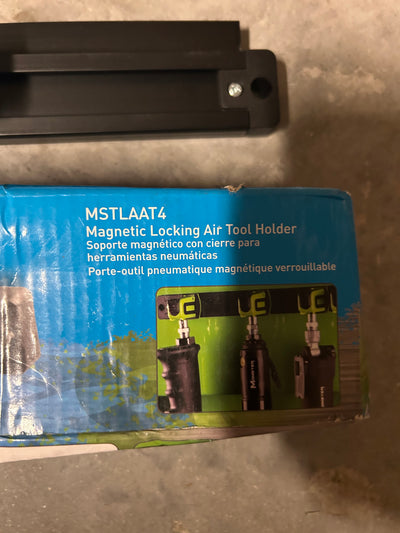 MSTLAAT4
Magnetic Locking Air Tool Holder
Soporte magnético con cierre para
herramientas neumáticas
Porte-outil pneumatique magnétique verrouillable